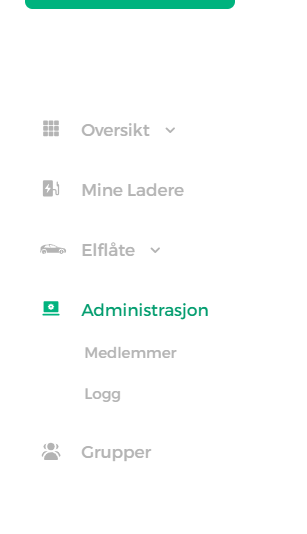 Oversikt
Mine Ladere
Elflåte
Administrasjon
Medlemmer
Logg
Grupper